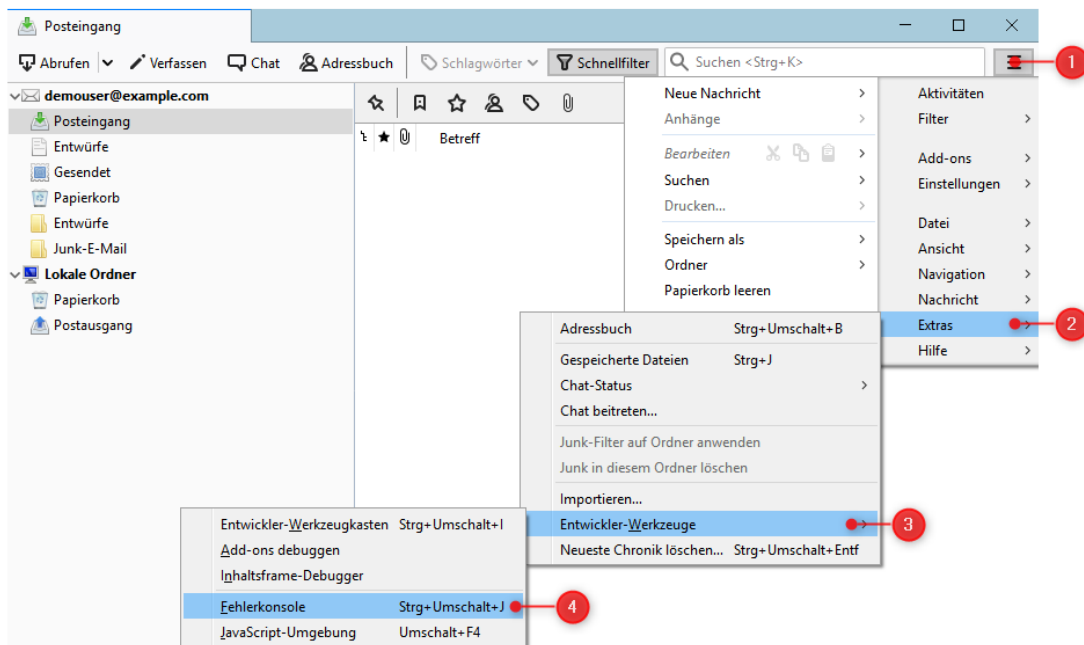 Posteingang
Abrufen Verfassen Chat Adressbuch Schlagwörter Schnellfilter Suchen <Strg+K>
1
demouser@example.com
Posteingang
Entwürfe
Gesendet
Papierkorb
Entwürfe
Junk-E-Mail
Lokale Ordner
Papierkorb
Postausgang
Betreff
Neue Nachricht
Anhänge
Bearbeiten
Suchen
Drucken...
Speichern als
Ordner
Papierkorb leeren
Aktivitäten
Filter
Add-ons
Einstellungen
Datei
Ansicht
Navigation
Nachricht
Extras
2
Hilfe
Adressbuch Strg+Umschalt+B
Gespeicherte Dateien Strg+J
Chat-Status
Chat beitreten...
Junk-Filter auf Ordner anwenden
Junk in diesem Ordner löschen
Importieren...
Entwickler-Werkzeuge
3
Neueste Chronik löschen... Strg+Umschalt+Entf
Entwickler-Werkzeugkasten Strg+Umschalt+I
Add-ons debuggen
Inhaltsframe-Debugger
Fehlerkonsole Strg+Umschalt+J
4
JavaScript-Umgebung Umschalt+F4